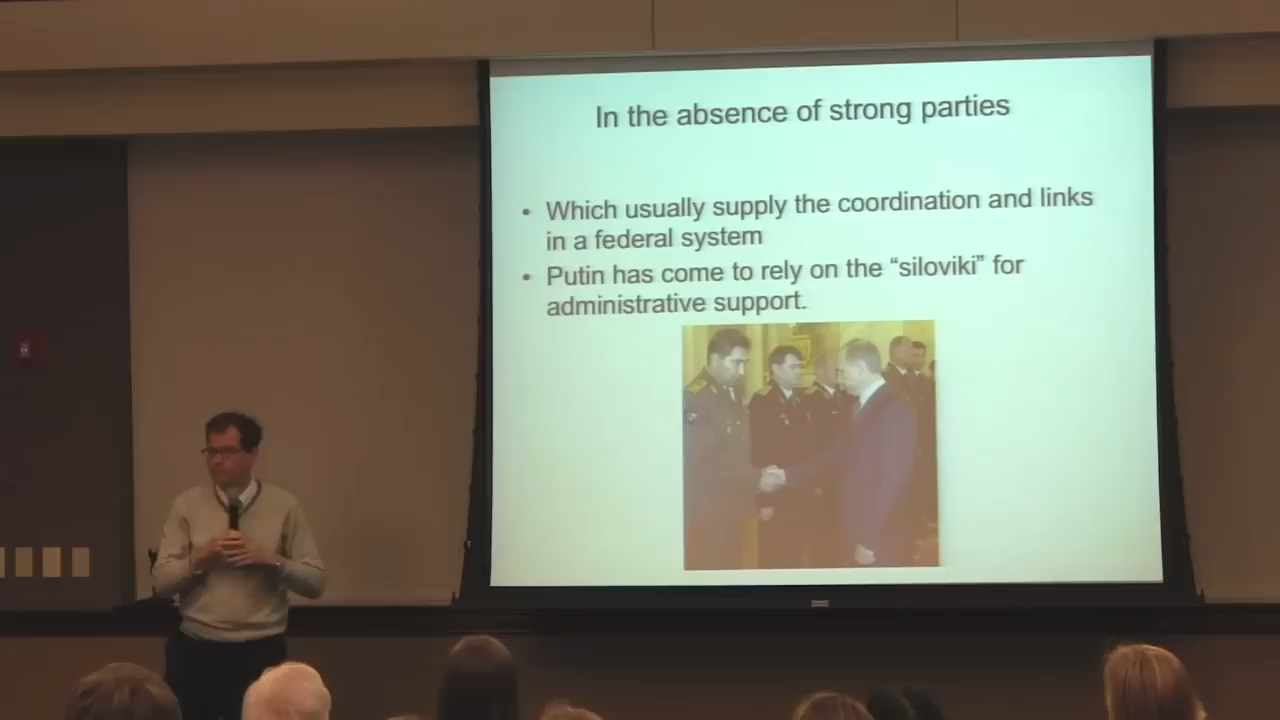 In the absence of strong parties
• Which usually supply the coordination and links
in a federal system
• Putin has come to rely on the “siloviki” for
administrative support.